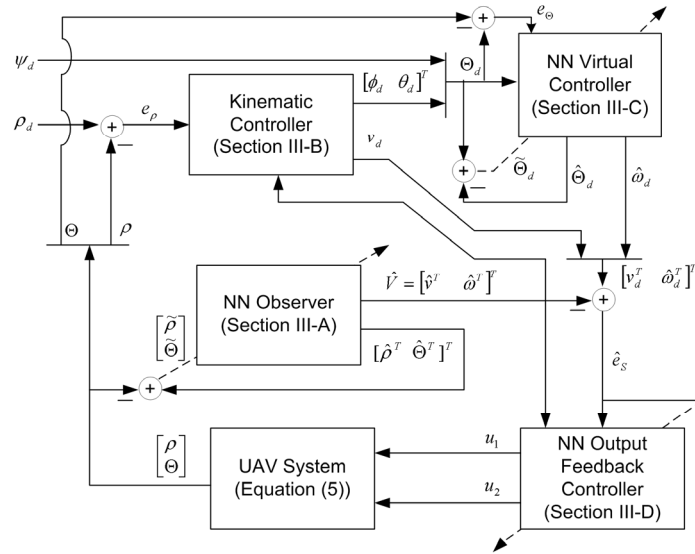 e_Θ
ψ_d
ρ_d
e_ρ
Kinematic
Controller
(Section III-B)
[ϕ_d θ_d]^T
v_d
Θ_d
NN Virtual
Controller
(Section III-C)
Θ̃_d
Θ̂_d
ω̂_d
Θ
ρ
NN Observer
(Section III-A)
V̂ = [v̂^T ω̂^T]^T
[ρ̂^T Θ̂^T]^T
[v_d^T ω̂_d^T]^T
[ρ̃
Θ̃]
ê_S
[ρ
Θ]
UAV System
(Equation (5))
u_1
u_2
NN Output
Feedback
Controller
(Section III-D)